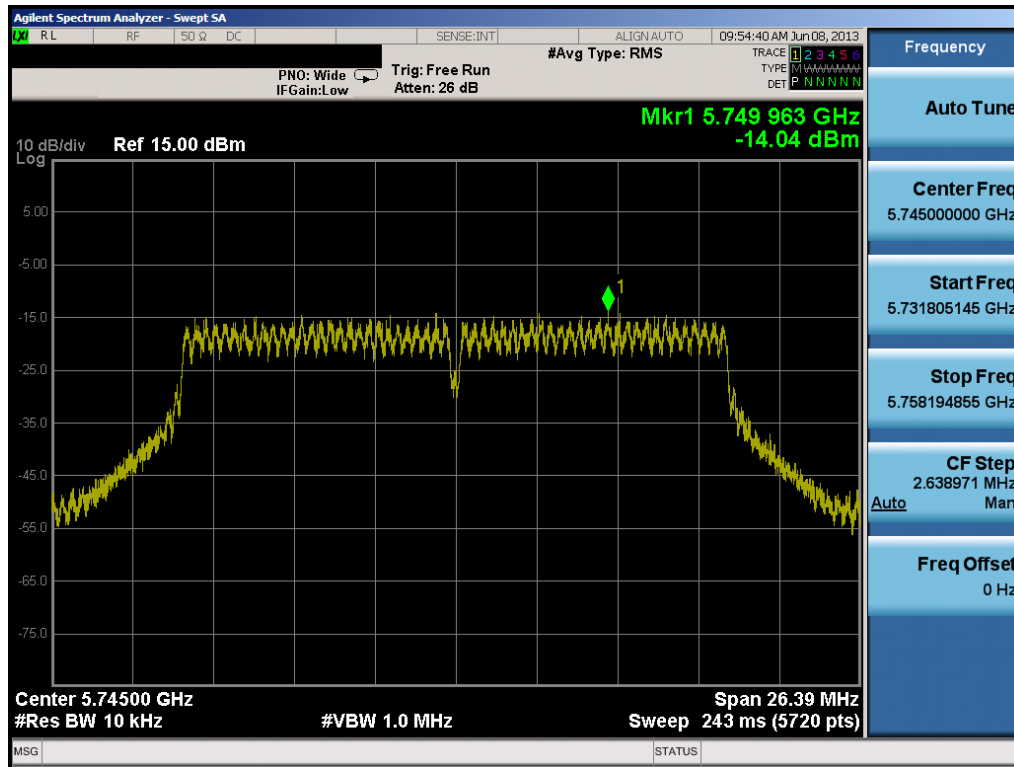 Agilent Spectrum Analyzer - Swept SA
LXI RL RF 50 Ω DC SENSE:INT ALIGN AUTO 09:54:40 AM Jun 08, 2013
Frequency
PNO: Wide
IFGain:Low
Trig: Free Run
Atten: 26 dB
#Avg Type: RMS
TRACE 1 2 3 4 5 6
TYPE M W W W W W
DET P N N N N N
Mkr1 5.749 963 GHz
-14.04 dBm
10 dB/div Ref 15.00 dBm
Log
5.00
-5.00
-15.0
-25.0
-35.0
-45.0
-55.0
-65.0
-75.0
1
Center 5.74500 GHz Span 26.39 MHz
#Res BW 10 kHz #VBW 1.0 MHz Sweep 243 ms (5720 pts)
MSG STATUS
Auto Tune
Center Freq
5.745000000 GHz
Start Freq
5.731805145 GHz
Stop Freq
5.758194855 GHz
CF Step
2.638971 MHz
Auto Man
Freq Offset
0 Hz